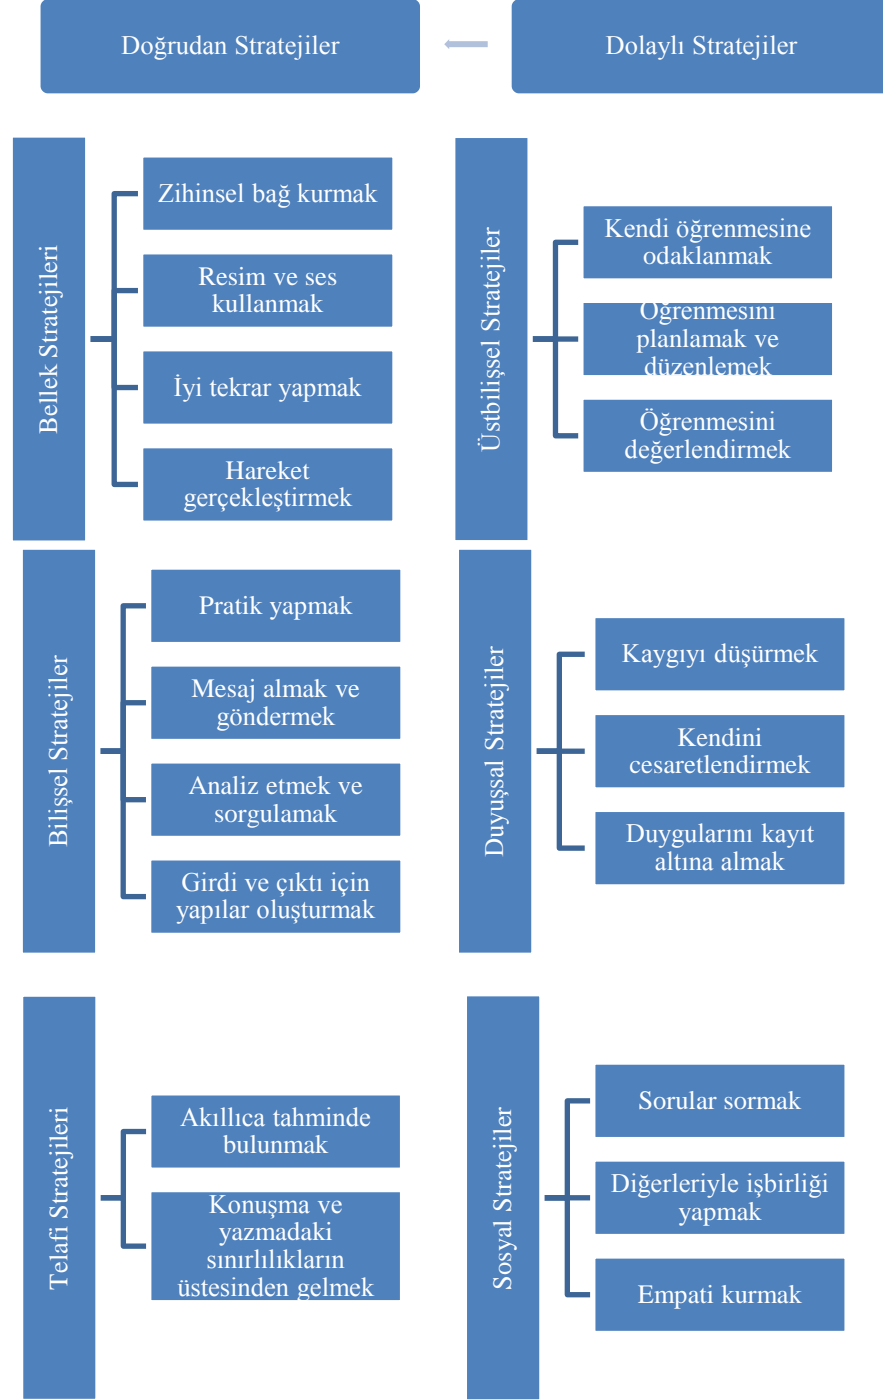 Doğrudan Stratejiler
Dolaylı Stratejiler
Bellek Stratejileri
Zihinsel bağ kurmak
Resim ve ses
kullanmak
İyi tekrar yapmak
Hareket
gerçekleştirmek
Üstbilişsel Stratejiler
Kendi öğrenmesine
odaklanmak
Öğrenmesini
planlamak ve
düzenlemek
Öğrenmesini
değerlendirmek
Bilişsel Stratejiler
Pratik yapmak
Mesaj almak ve
göndermek
Analiz etmek ve
sorgulamak
Girdi ve çıktı için
yapılar oluşturmak
Duyuşsal Stratejiler
Kaygıyı düşürmek
Kendini
cesaretlendirmek
Duygularını kayıt
altına almak
Telafi Stratejileri
Akıllıca tahminde
bulunmak
Konuşma ve
yazmadaki
sınırlılıkların
üstesinden gelmek
Sosyal Stratejiler
Sorular sormak
Diğerleriyle işbirliği
yapmak
Empati kurmak